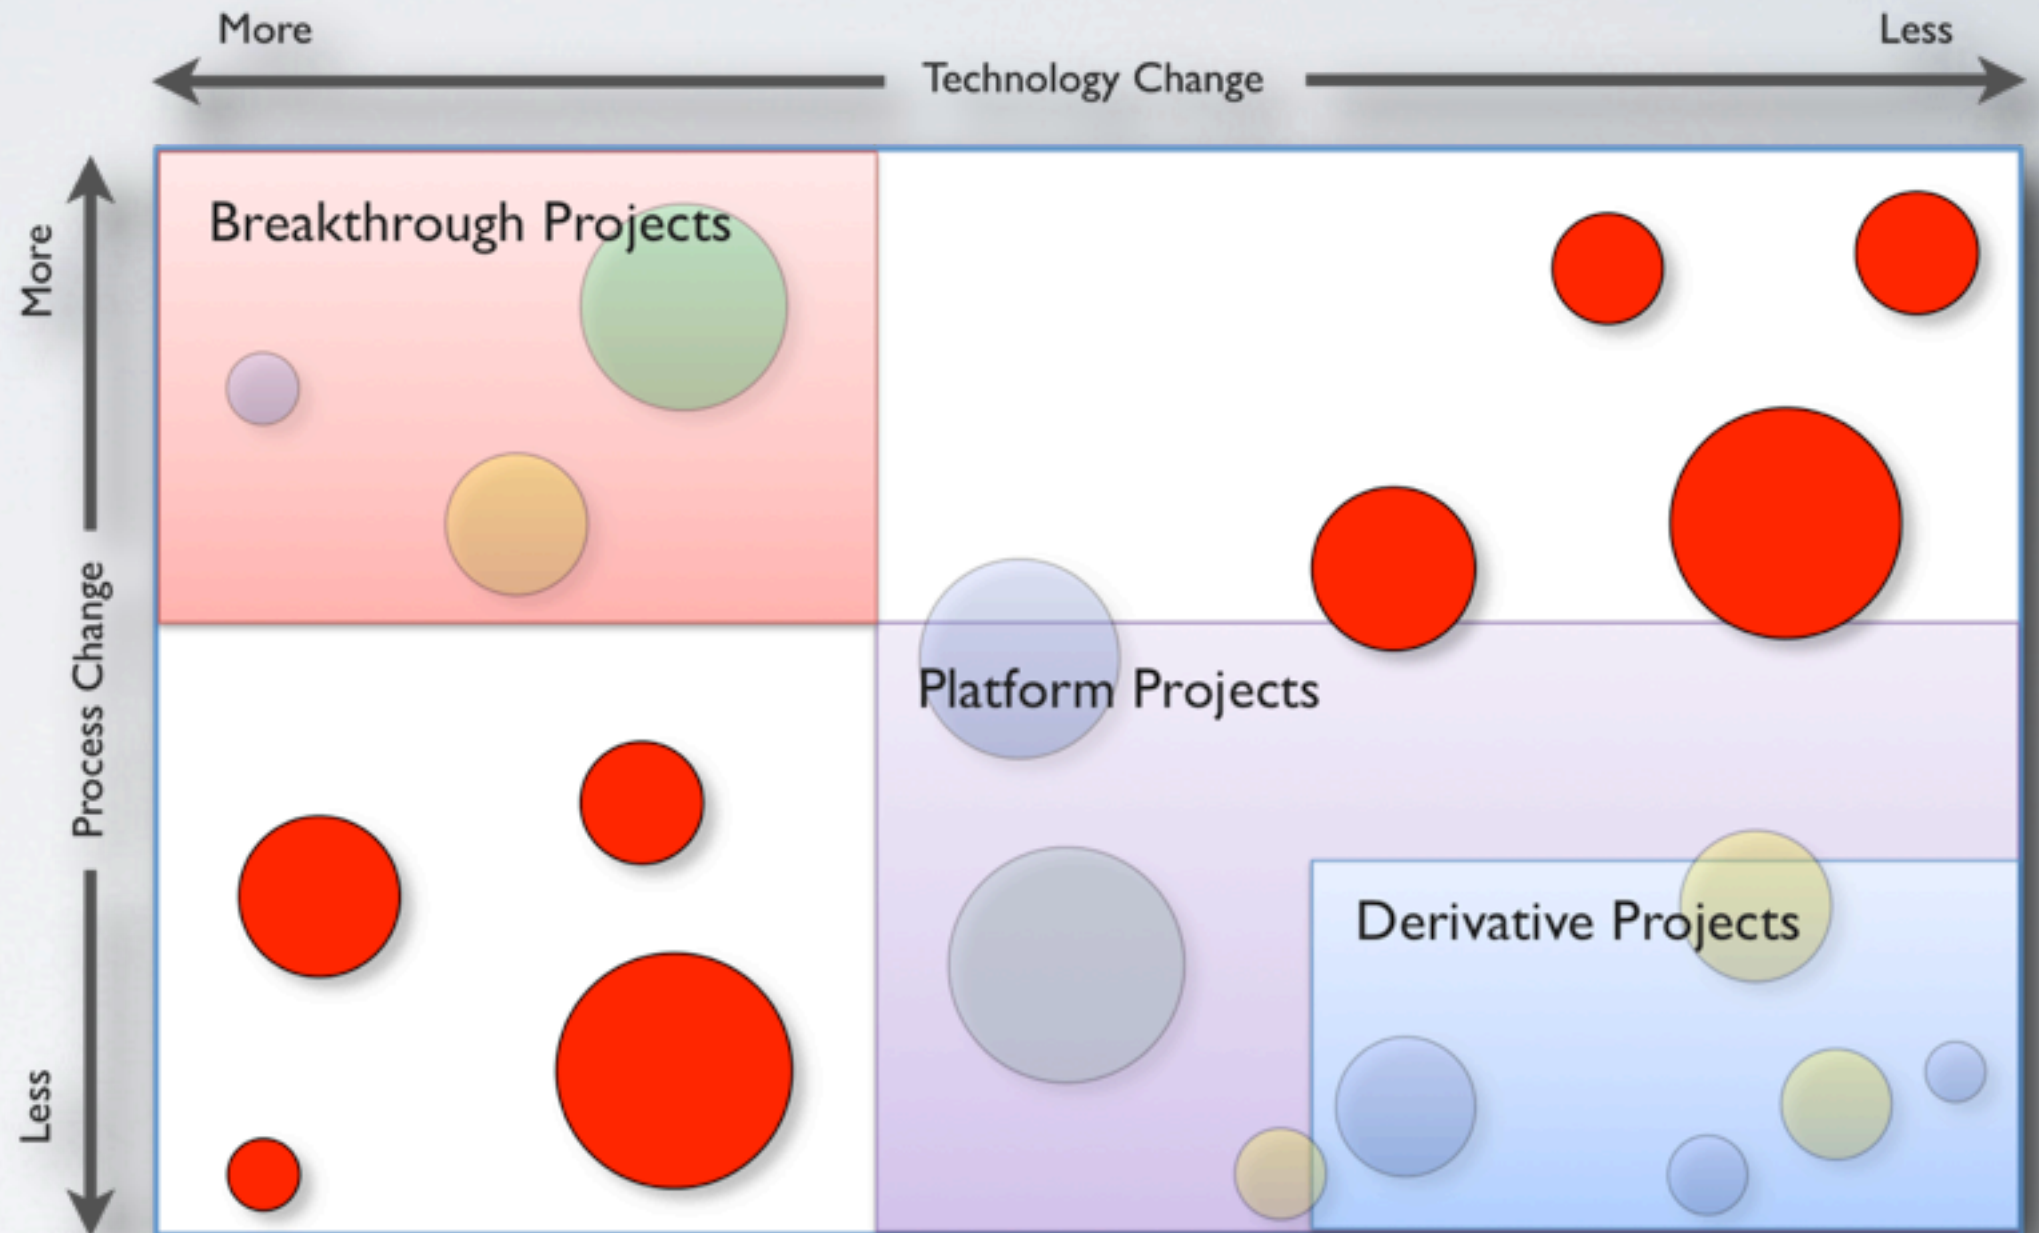 More
Less
Technology Change
More
Process Change
Less
Breakthrough Projects
Platform Projects
Derivative Projects